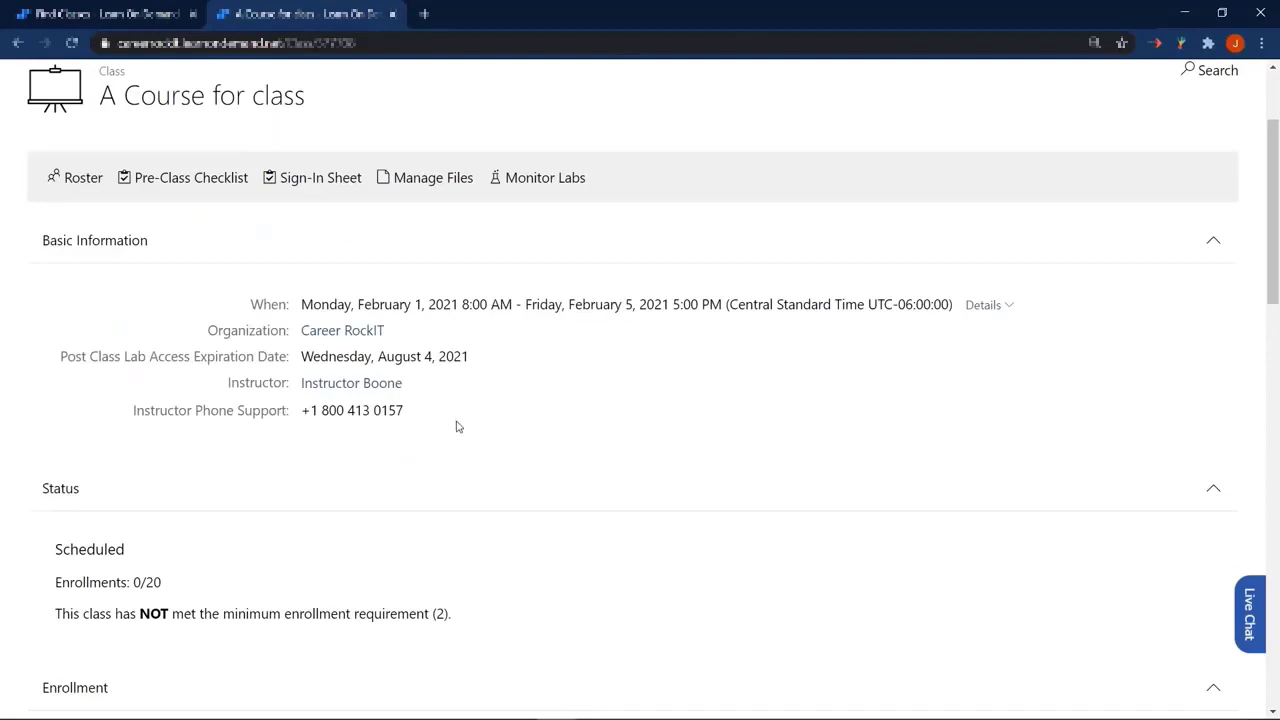 Class
A Course for class
Search
Roster Pre-Class Checklist Sign-In Sheet Manage Files Monitor Labs
Basic Information
When: Monday, February 1, 2021 8:00 AM - Friday, February 5, 2021 5:00 PM (Central Standard Time UTC-06:00:00) Details
Organization: Career RockIT
Post Class Lab Access Expiration Date: Wednesday, August 4, 2021
Instructor: Instructor Boone
Instructor Phone Support: +1 800 413 0157
Status
Scheduled
Enrollments: 0/20
This class has NOT met the minimum enrollment requirement (2).
Live Chat
Enrollment